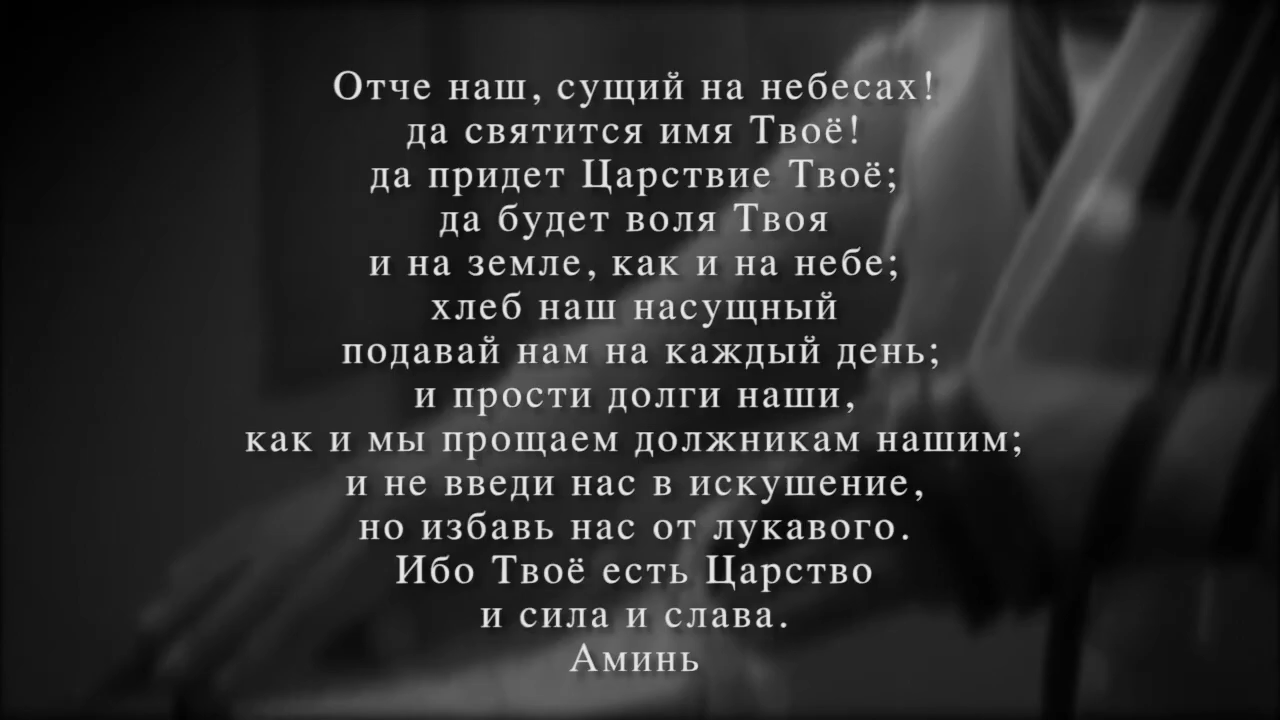 Отче наш, сущий на небесах!
да святится имя Твоё!
да придет Царствие Твоё;
да будет воля Твоя
и на земле, как и на небе;
хлеб наш насущный
подавай нам на каждый день;
и прости долги наши,
как и мы прощаем должникам нашим;
и не введи нас в искушение,
но избавь нас от лукавого.
Ибо Твоё есть Царство
и сила и слава.
Аминь